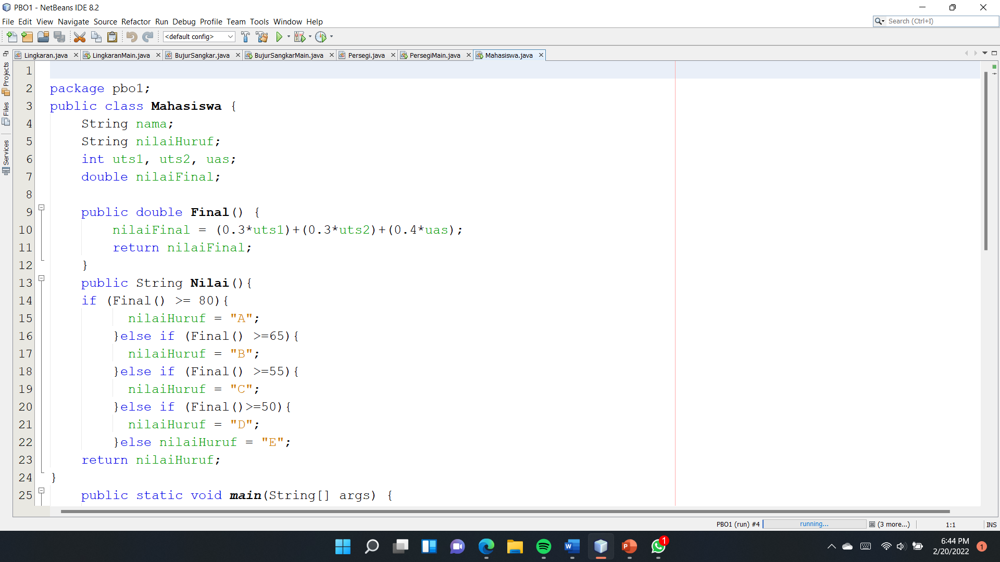 PBO1 - NetBeans IDE 8.2
File Edit View Navigate Source Refactor Run Debug Profile Team Tools Window Help
Search (Ctrl+I)
<default config>
Lingkaran.java LingkaranMain.java BujurSangkar.java BujurSangkarMain.java Persegi.java PersegiMain.java Mahasiswa.java
Projects
Files
Services
1
2 package pbo1;
3 public class Mahasiswa {
4 String nama;
5 String nilaiHuruf;
6 int uts1, uts2, uas;
7 double nilaiFinal;
8
9 public double Final() {
10 nilaiFinal = (0.3*uts1)+(0.3*uts2)+(0.4*uas);
11 return nilaiFinal;
12 }
13 public String Nilai(){
14 if (Final() >= 80){
15 nilaiHuruf = "A";
16 }else if (Final() >=65){
17 nilaiHuruf = "B";
18 }else if (Final() >=55){
19 nilaiHuruf = "C";
20 }else if (Final()>=50){
21 nilaiHuruf = "D";
22 }else nilaiHuruf = "E";
23 return nilaiHuruf;
24 }
25 public static void main(String[] args) {
PBO1 (run) #4 running... (3 more...) 1:1 INS
1
6:44 PM
2/20/2022
1